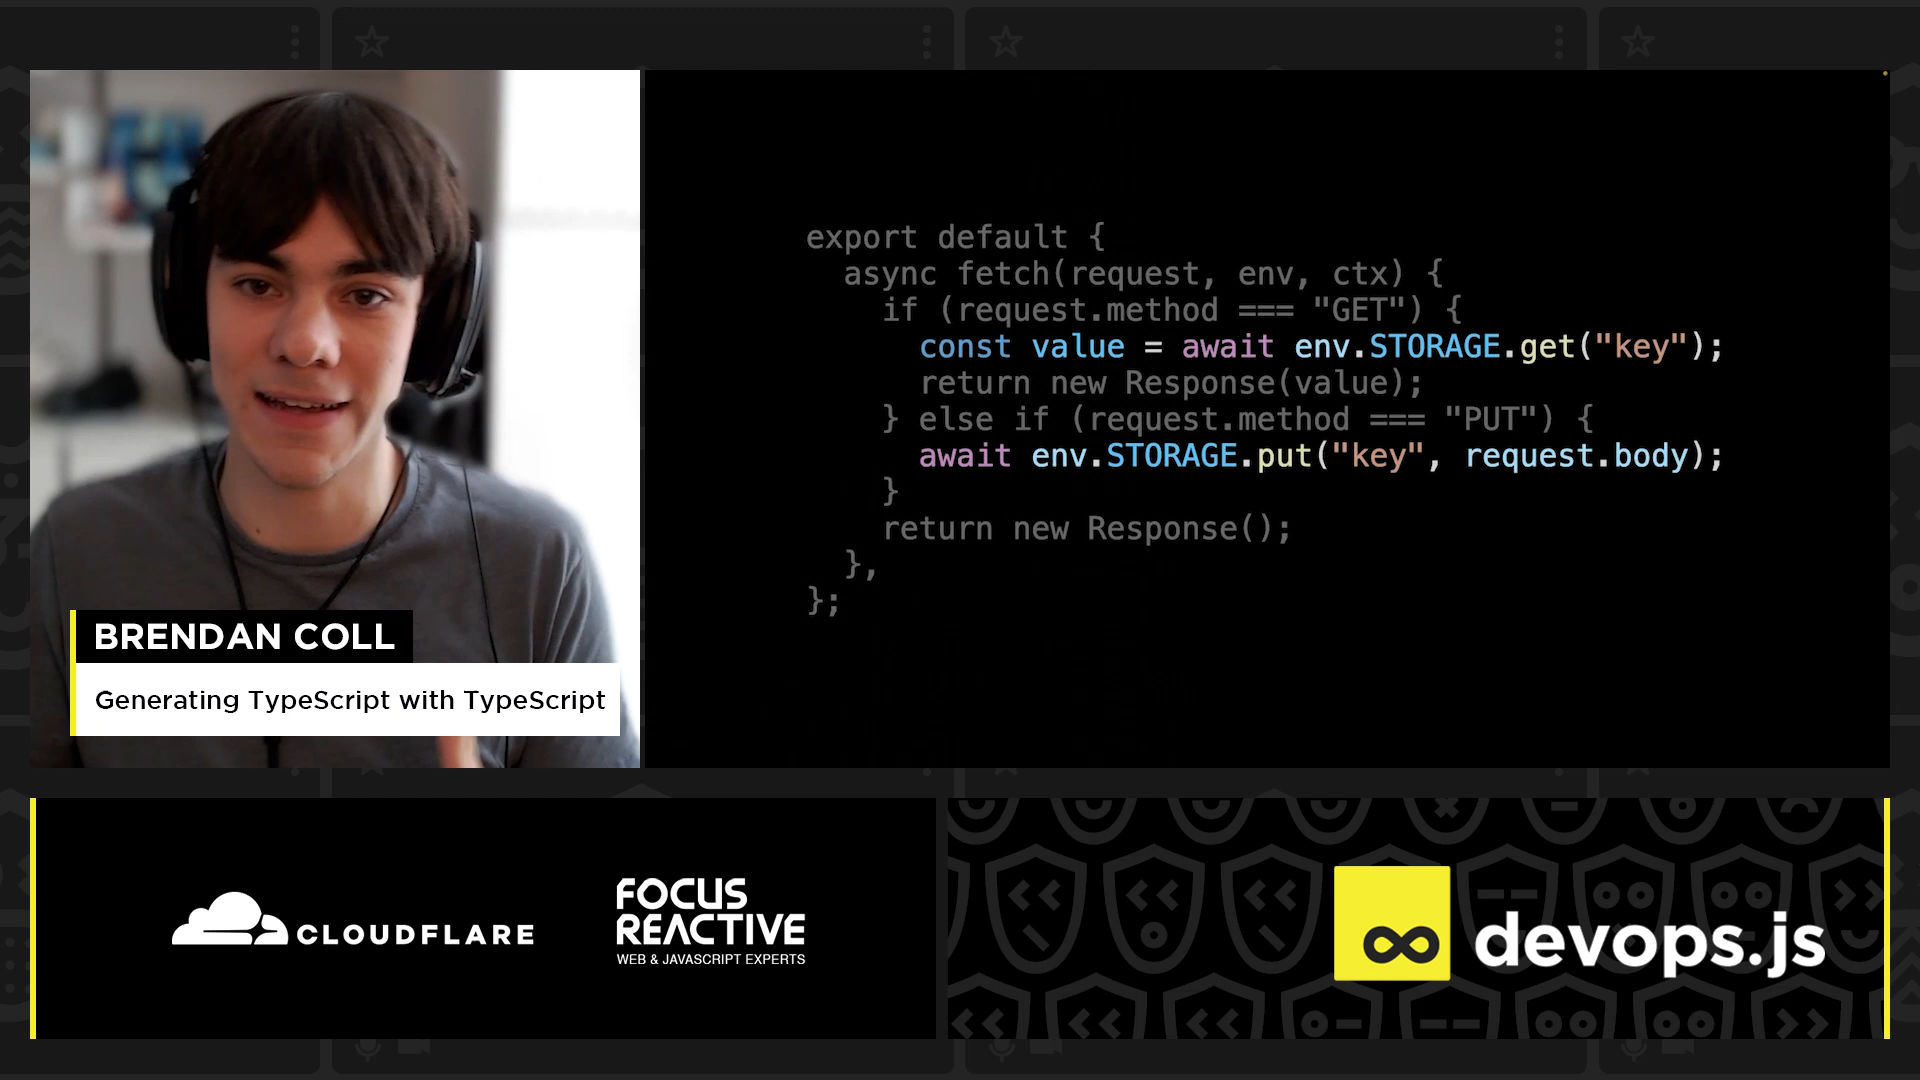 BRENDAN COLL
Generating TypeScript with TypeScript
export default {
  async fetch(request, env, ctx) {
    if (request.method === "GET") {
      const value = await env.STORAGE.get("key");
      return new Response(value);
    } else if (request.method === "PUT") {
      await env.STORAGE.put("key", request.body);
    }
    return new Response();
  },
};
CLOUDFLARE
FOCUS
REACTIVE
WEB & JAVASCRIPT EXPERTS
devops.js